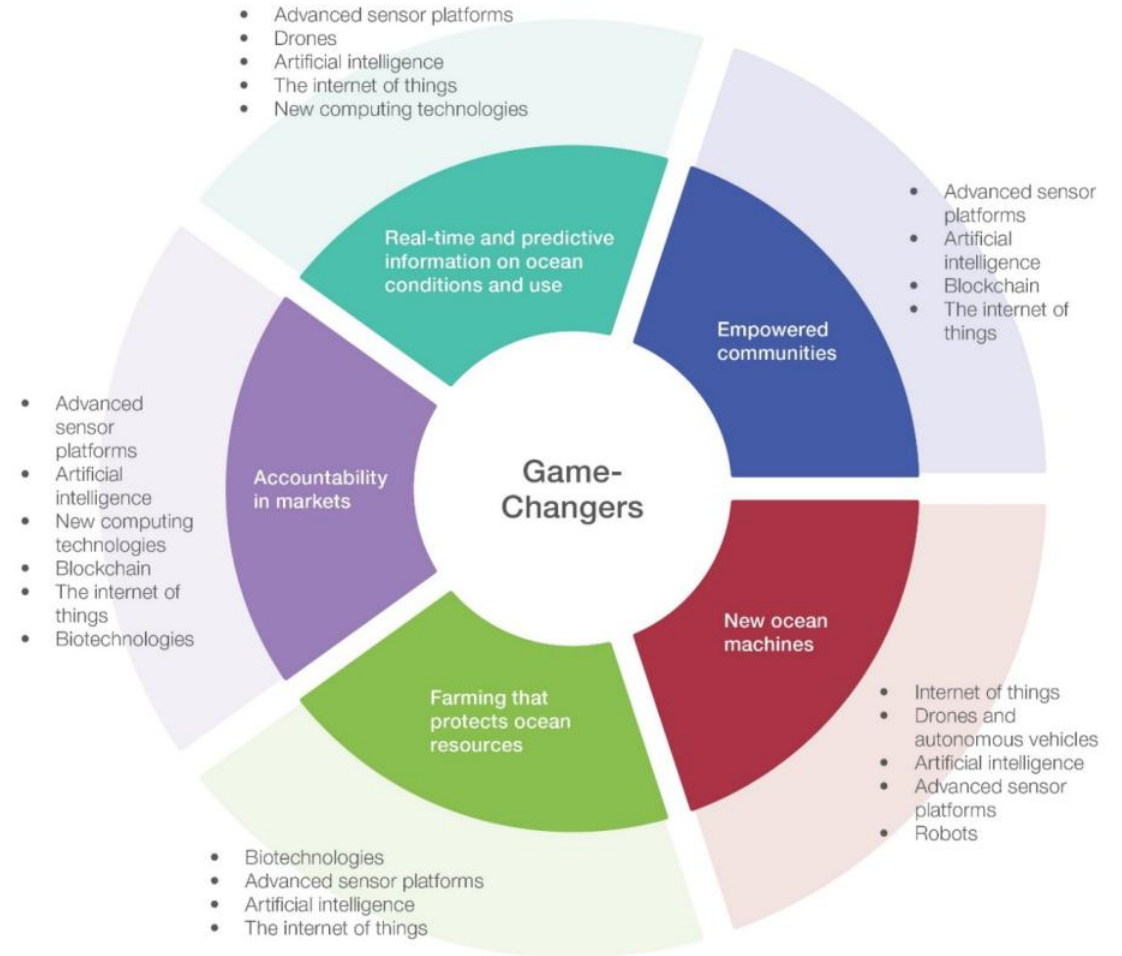 • Advanced sensor platforms
• Drones
• Artificial intelligence
• The internet of things
• New computing technologies
Real-time and predictive
information on ocean
conditions and use
Empowered
communities
• Advanced sensor
platforms
• Artificial
intelligence
• Blockchain
• The internet of
things
Game-
Changers
Accountability
in markets
• Advanced
sensor
platforms
• Artificial
intelligence
• New computing
technologies
• Blockchain
• The internet of
things
• Biotechnologies
New ocean
machines
• Internet of things
• Drones and
autonomous vehicles
• Artificial intelligence
• Advanced sensor
platforms
• Robots
Farming that
protects ocean
resources
• Biotechnologies
• Advanced sensor platforms
• Artificial intelligence
• The internet of things